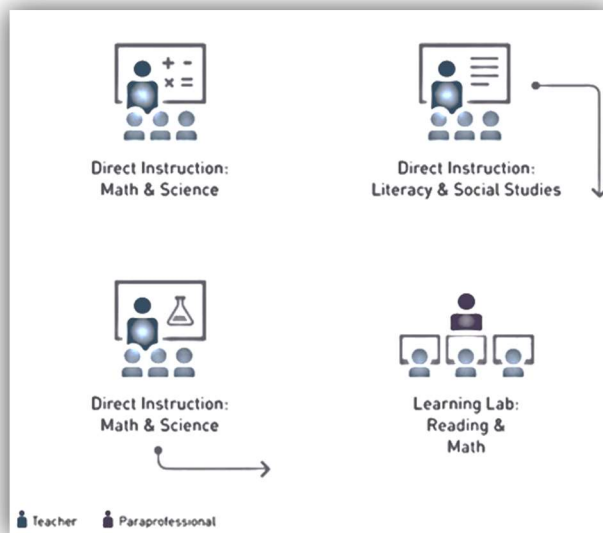 + -
× =
Direct Instruction:
Math & Science
Direct Instruction:
Literacy & Social Studies
Direct Instruction:
Math & Science
Learning Lab:
Reading &
Math
Teacher
Paraprofessional